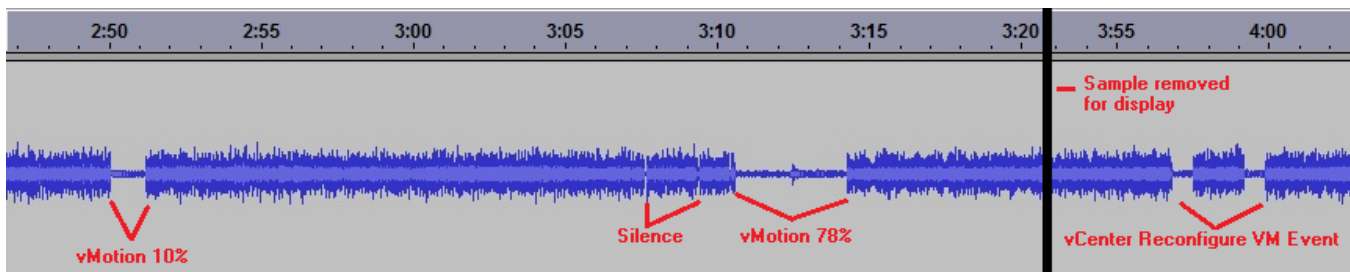 2:50 2:55 3:00 3:05 3:10 3:15 3:20 3:55 4:00
Sample removed
for display
vMotion 10%
Silence
vMotion 78%
vCenter Reconfigure VM Event